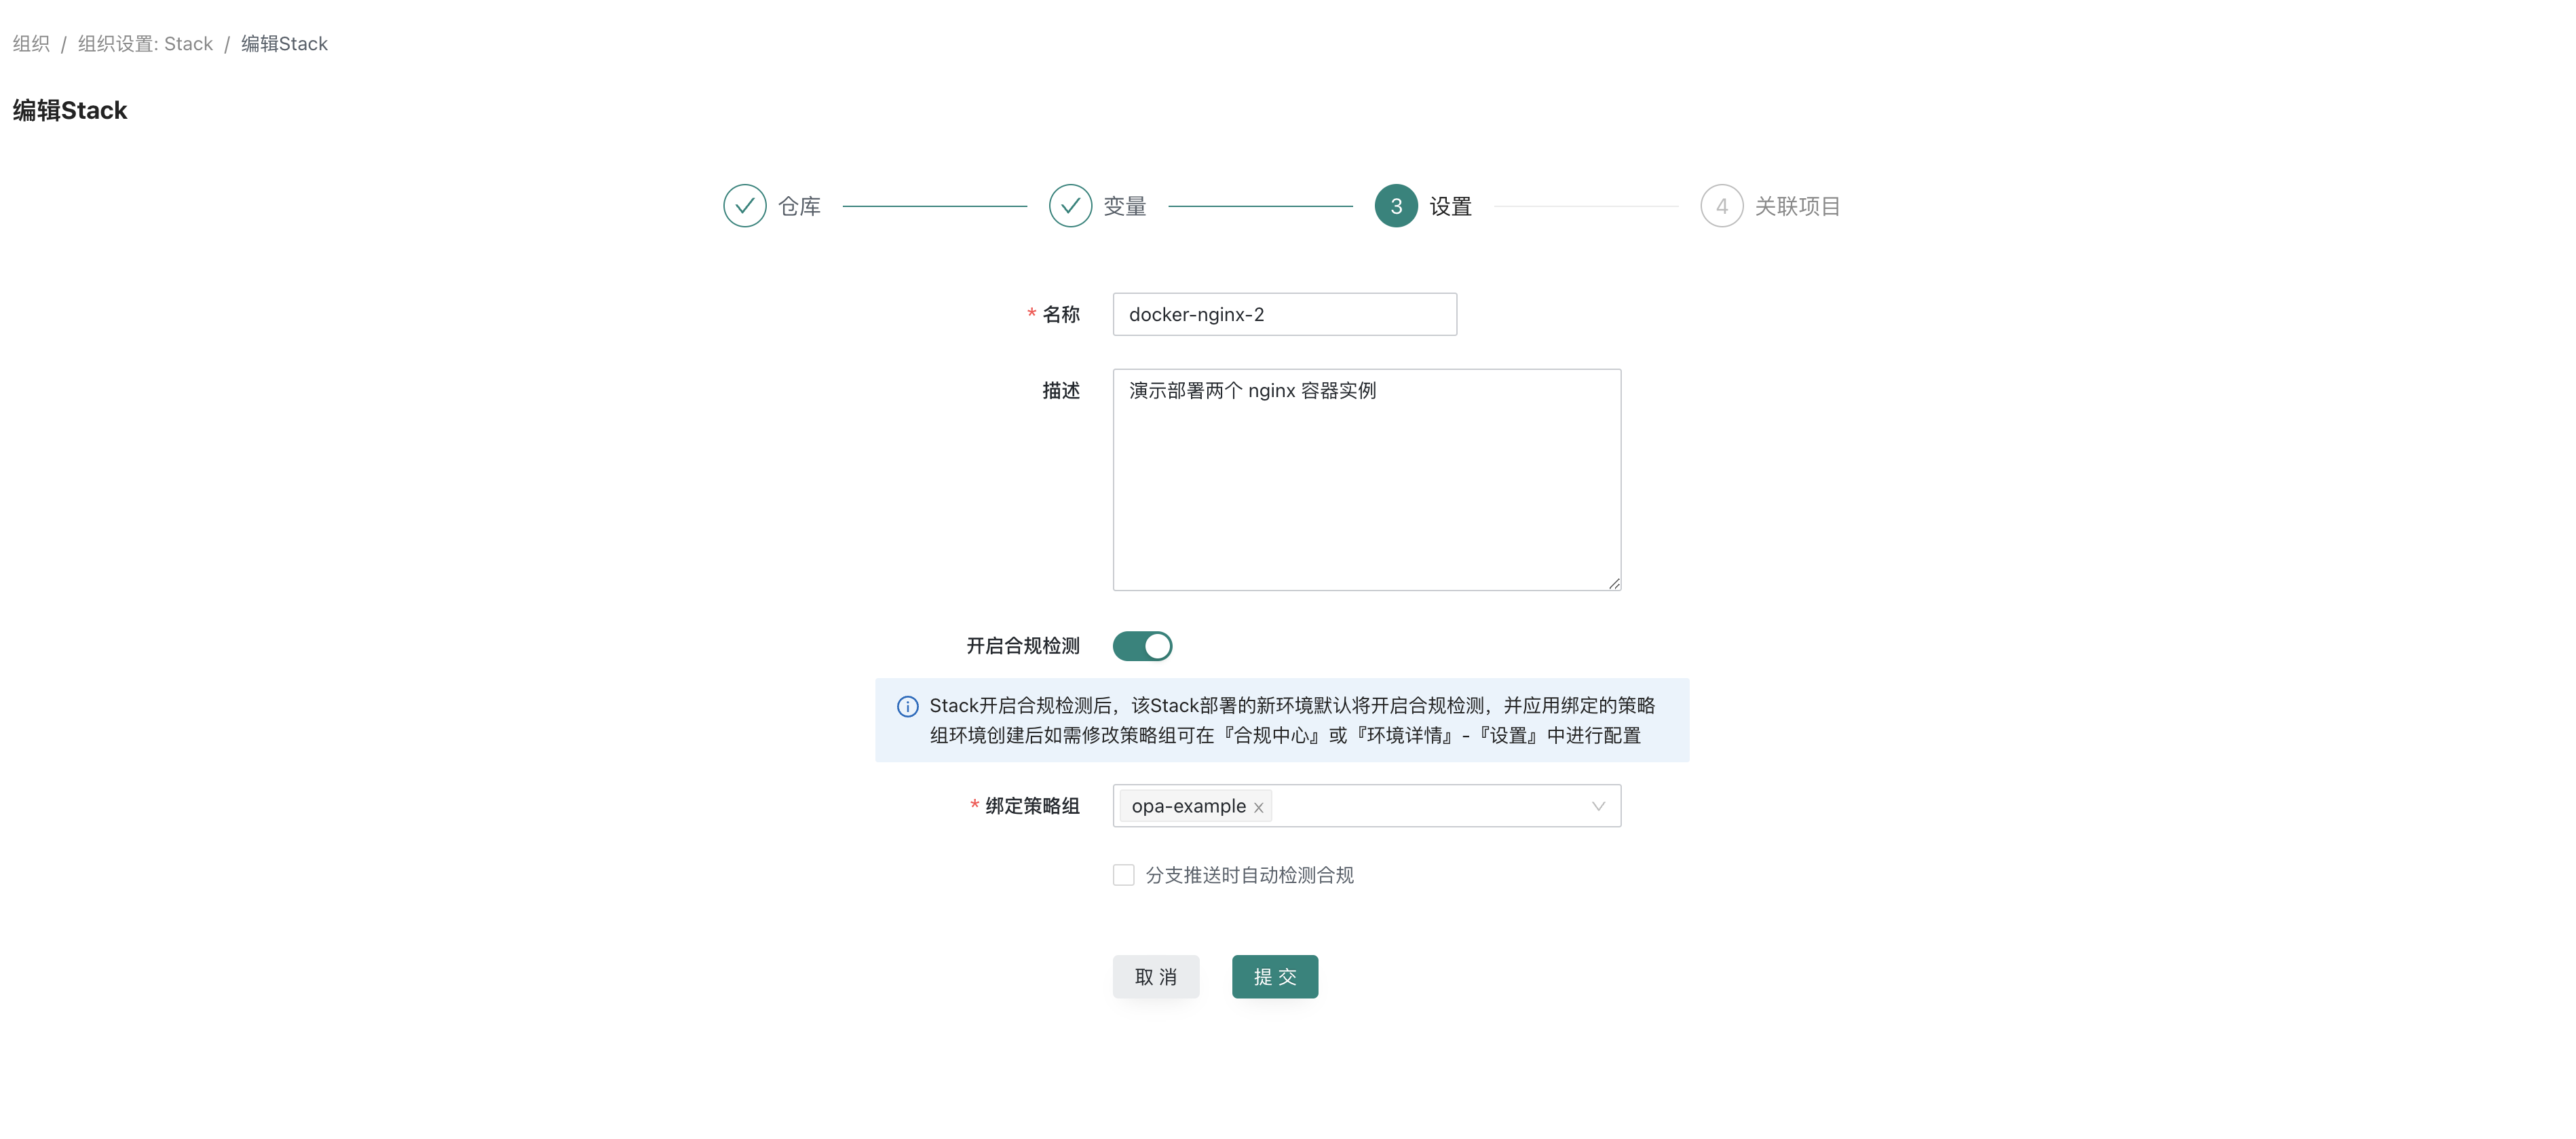 组织 / 组织设置: Stack / 编辑Stack
编辑Stack
仓库
变量
3 设置
4 关联项目
* 名称
docker-nginx-2
描述
演示部署两个 nginx 容器实例
开启合规检测
Stack开启合规检测后，该Stack部署的新环境默认将开启合规检测，并应用绑定的策略
组环境创建后如需修改策略组可在『合规中心』或『环境详情』-『设置』中进行配置
* 绑定策略组
opa-example
分支推送时自动检测合规
取 消
提 交